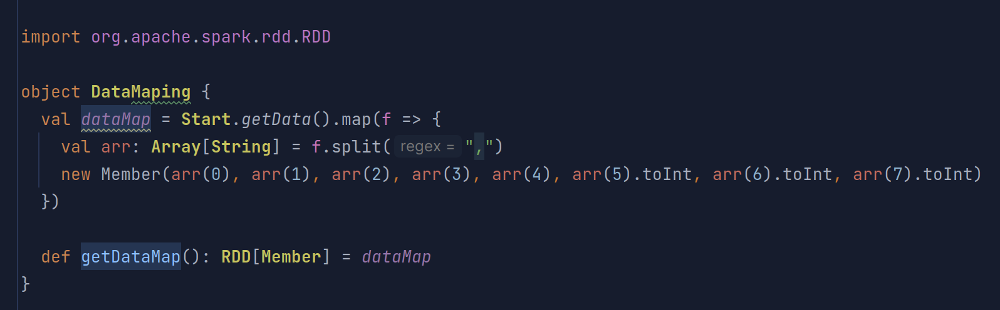 import org.apache.spark.rdd.RDD
object DataMaping {
val dataMap = Start.getData().map(f => {
val arr: Array[String] = f.split( regex = ",")
new Member(arr(0), arr(1), arr(2), arr(3), arr(4), arr(5).toInt, arr(6).toInt, arr(7).toInt)
})
def getDataMap(): RDD[Member] = dataMap
}